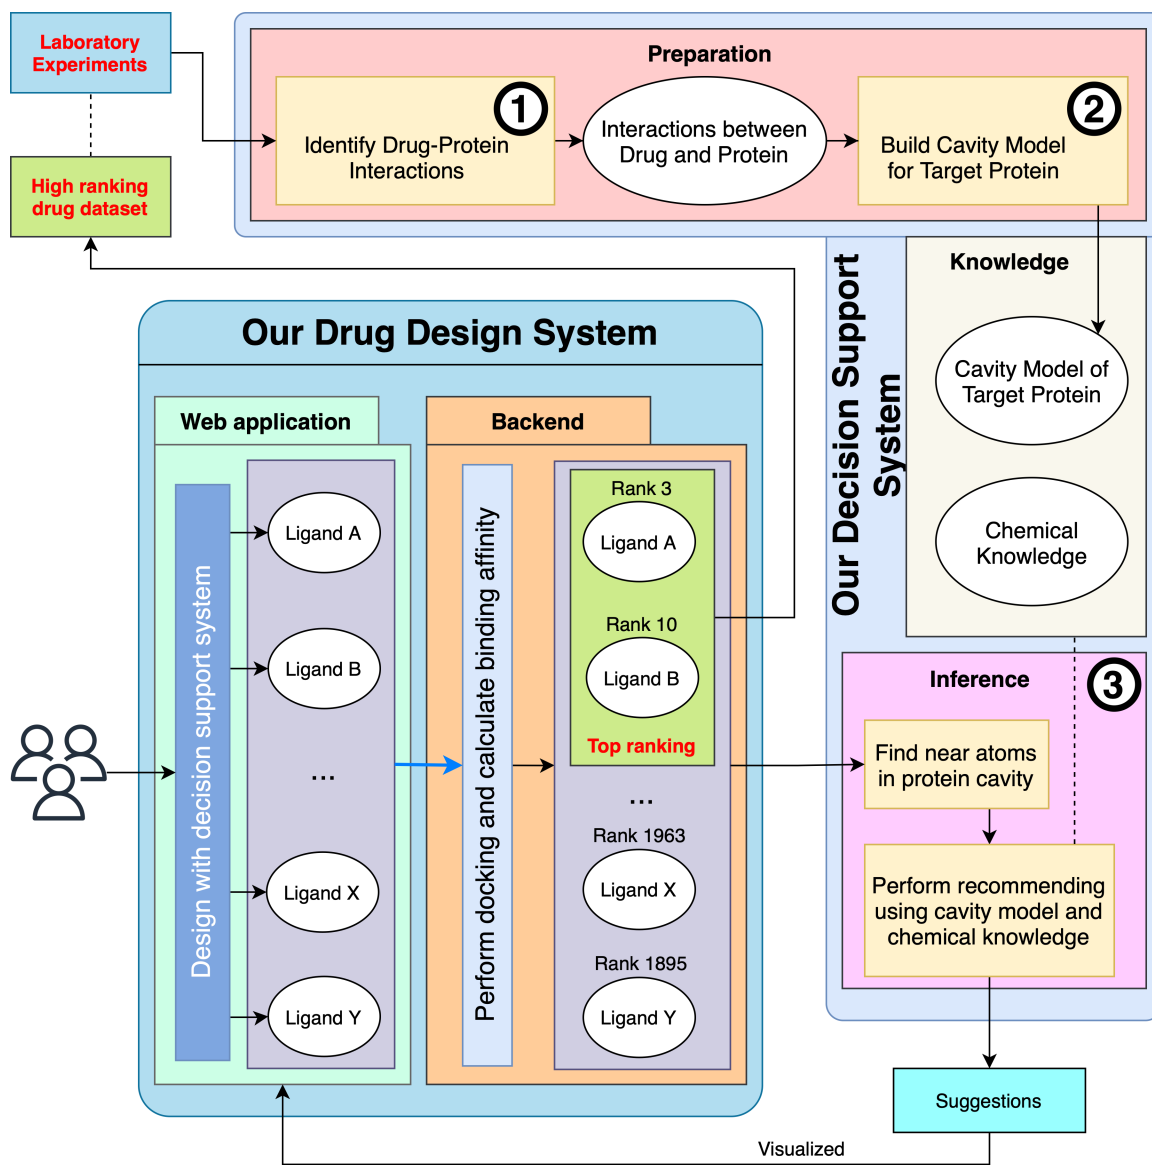 Laboratory
Experiments
High ranking
drug dataset
Preparation
1
Identify Drug-Protein
Interactions
Interactions between
Drug and Protein
2
Build Cavity Model
for Target Protein
Our Decision Support
System
Knowledge
Cavity Model of
Target Protein
Chemical
Knowledge
Our Drug Design System
Web application
Design with decision support system
Ligand A
Ligand B
...
Ligand X
Ligand Y
Backend
Perform docking and calculate binding affinity
Rank 3
Ligand A
Rank 10
Ligand B
Top ranking
...
Rank 1963
Ligand X
Rank 1895
Ligand Y
Inference
3
Find near atoms
in protein cavity
Perform recommending
using cavity model and
chemical knowledge
Suggestions
Visualized